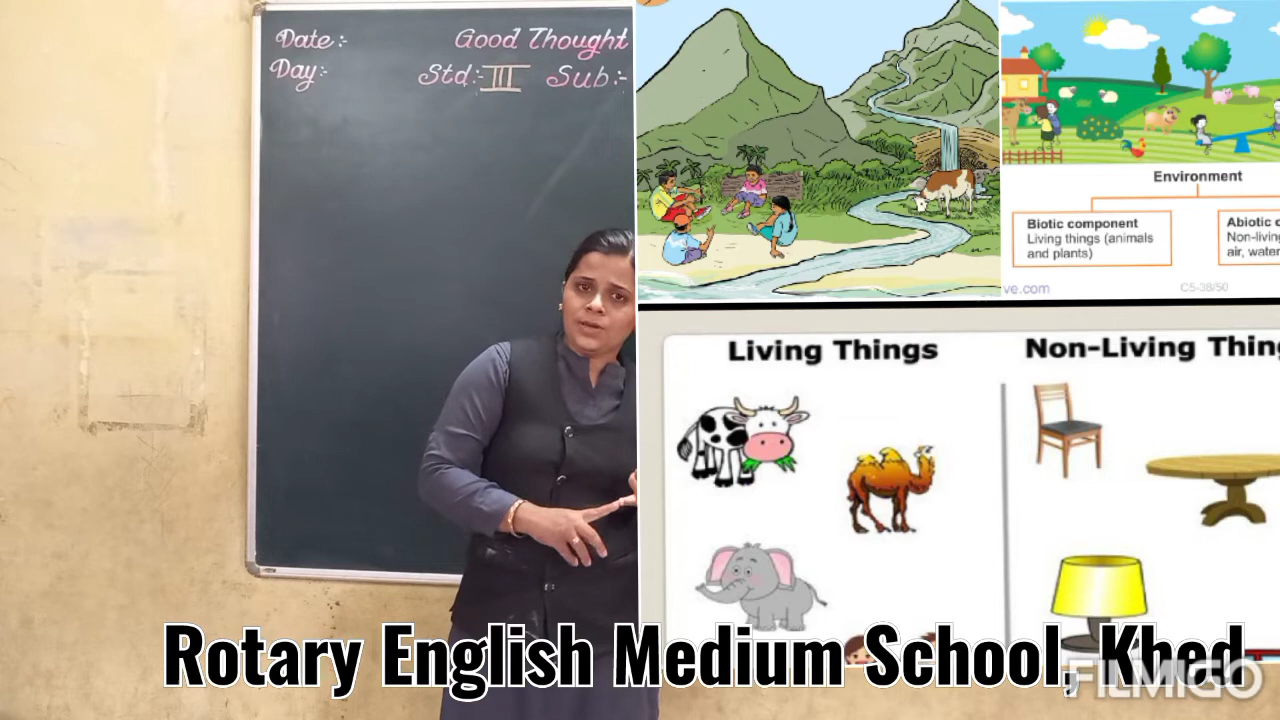 Date:- Good Thought
Day:- Std:- III Sub:-
Environment
Biotic component
Living things (animals
and plants)
Abiotic
Non-living
air, water
ve.com
C5-38/50
Living Things
Non-Living Thing
Rotary English Medium School, Khed
FILMIGO